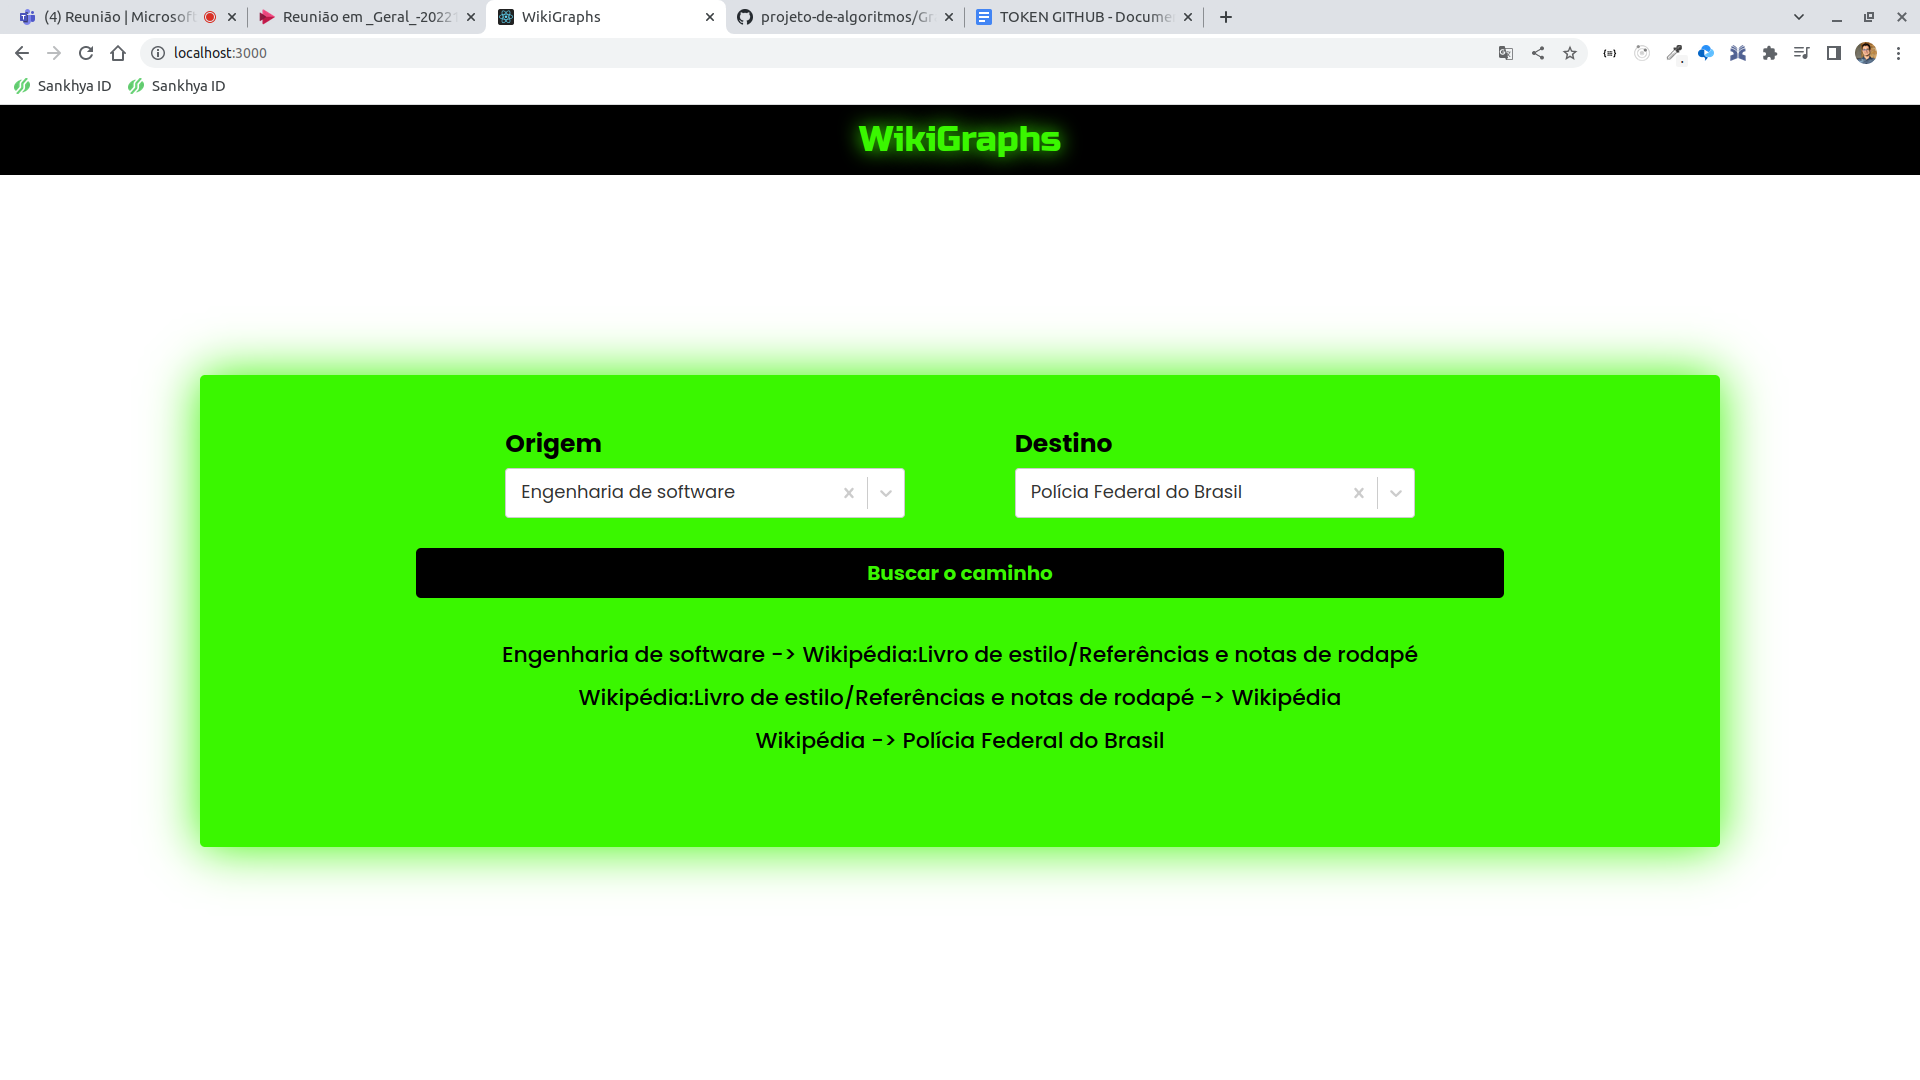 (4) Reunião | Microsof
Reunião em _Geral_-20221
WikiGraphs
projeto-de-algoritmos/Gr
TOKEN GITHUB - Docume
localhost:3000
Sankhya ID
Sankhya ID
WikiGraphs
Origem
Destino
Engenharia de software
Polícia Federal do Brasil
Buscar o caminho
Engenharia de software -> Wikipédia:Livro de estilo/Referências e notas de rodapé
Wikipédia:Livro de estilo/Referências e notas de rodapé -> Wikipédia
Wikipédia -> Polícia Federal do Brasil